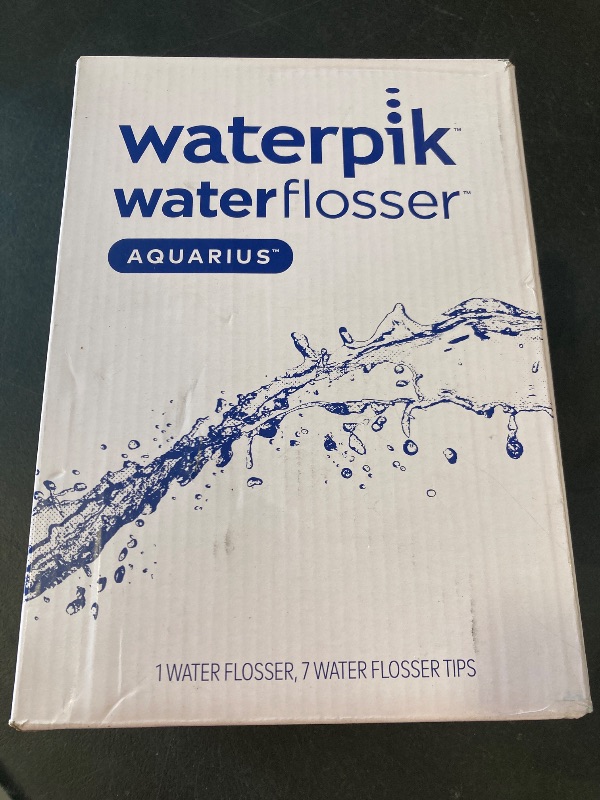 waterpik™
waterflosser™
AQUARIUS™
1 WATER FLOSSER, 7 WATER FLOSSER TIPS